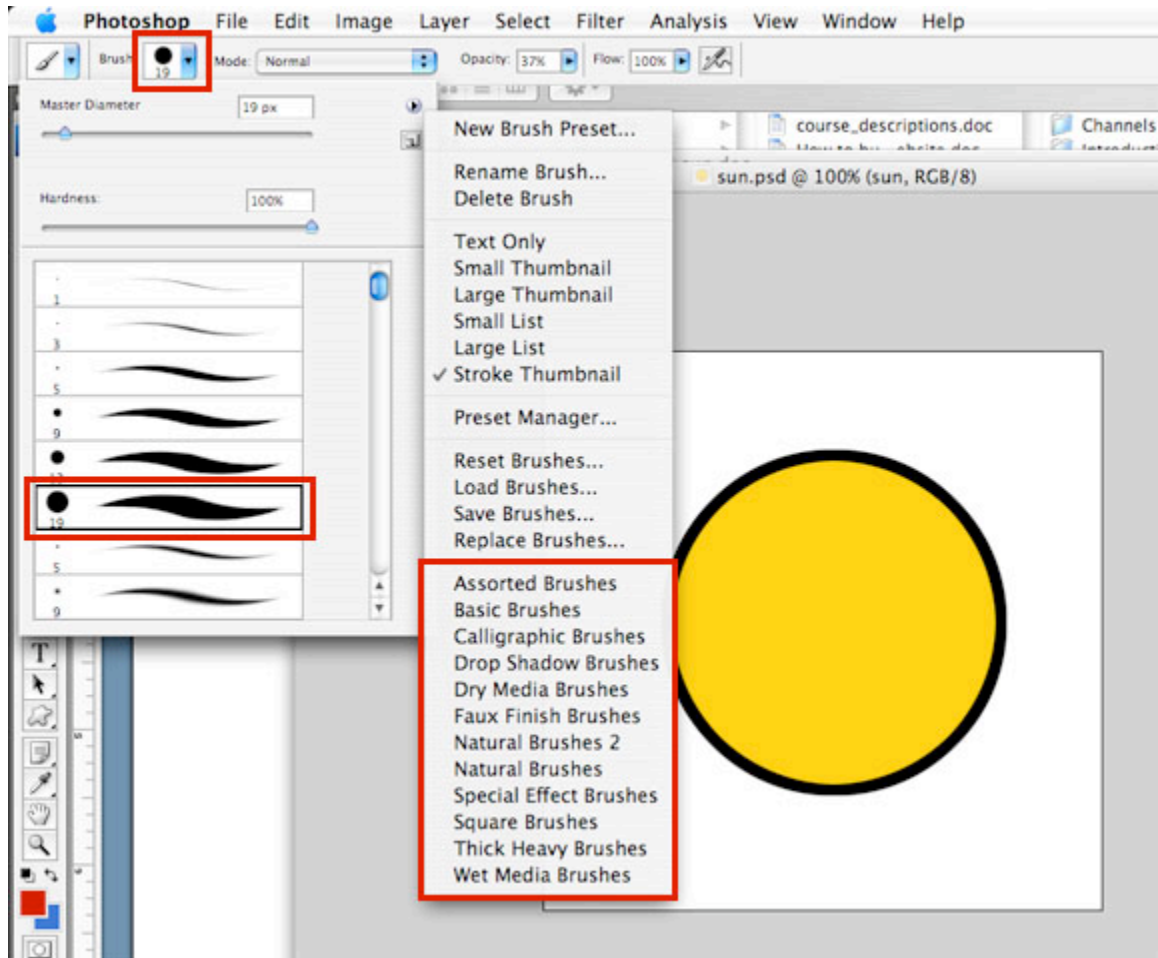 Photoshop File Edit Image Layer Select Filter Analysis View Window Help
Brush 19 Mode: Normal Opacity: 37% Flow: 100%
Master Diameter 19 px
Hardness: 100%
1
3
5
9
13
19
5
9
New Brush Preset...
Rename Brush...
Delete Brush
Text Only
Small Thumbnail
Large Thumbnail
Small List
Large List
✓ Stroke Thumbnail
Preset Manager...
Reset Brushes...
Load Brushes...
Save Brushes...
Replace Brushes...
Assorted Brushes
Basic Brushes
Calligraphic Brushes
Drop Shadow Brushes
Dry Media Brushes
Faux Finish Brushes
Natural Brushes 2
Natural Brushes
Special Effect Brushes
Square Brushes
Thick Heavy Brushes
Wet Media Brushes
course_descriptions.doc Channels
sun.psd @ 100% (sun, RGB/8)
T